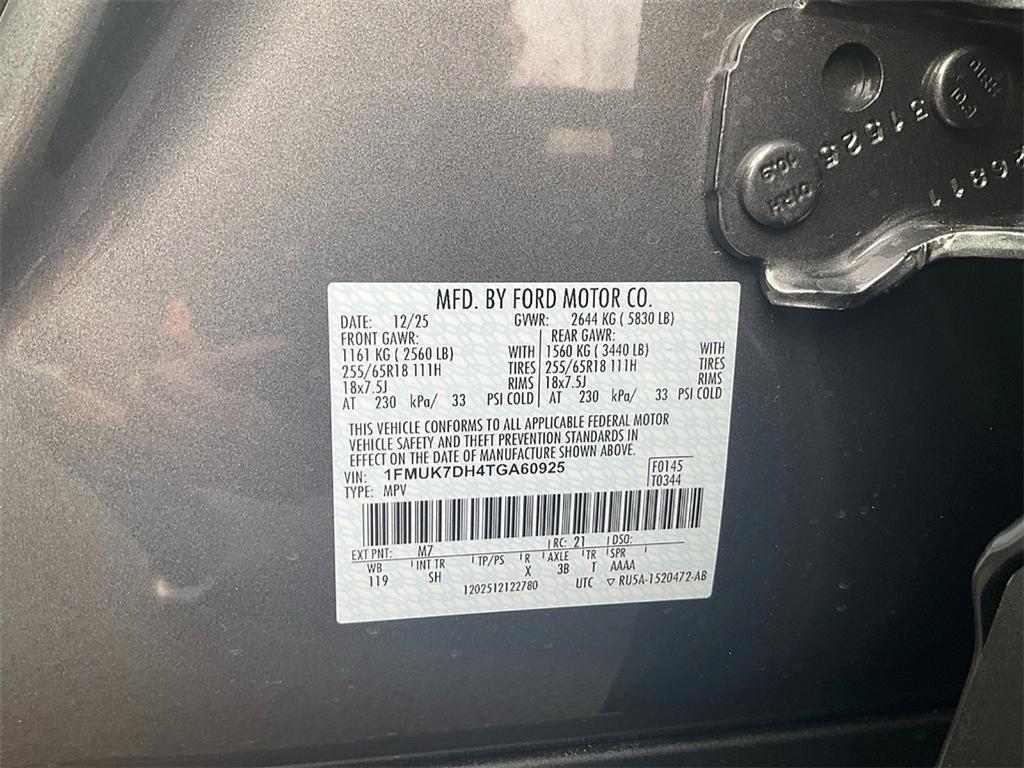 MFD. BY FORD MOTOR CO.
DATE: 12/25 GVWR: 2644 KG ( 5830 LB)
FRONT GAWR: REAR GAWR:
1161 KG ( 2560 LB) WITH 1560 KG ( 3440 LB) WITH
255/65R18 111H TIRES 255/65R18 111H TIRES
18x7.5J RIMS 18x7.5J RIMS
AT 230 kPa/ 33 PSI COLD AT 230 kPa/ 33 PSI COLD
THIS VEHICLE CONFORMS TO ALL APPLICABLE FEDERAL MOTOR
VEHICLE SAFETY AND THEFT PREVENTION STANDARDS IN
EFFECT ON THE DATE OF MANUFACTURE SHOWN ABOVE.
VIN: 1FMUK7DH4TGA60925 F0145
TYPE: MPV T0344
EXT PNT: M7 RC: 21 DSO:
WB INT TR TP/PS R AXLE TR SPR
119 SH X 3B T AAAA
1202512122780 UTC ▽ RU5A-1520472-AB
31525
10.9